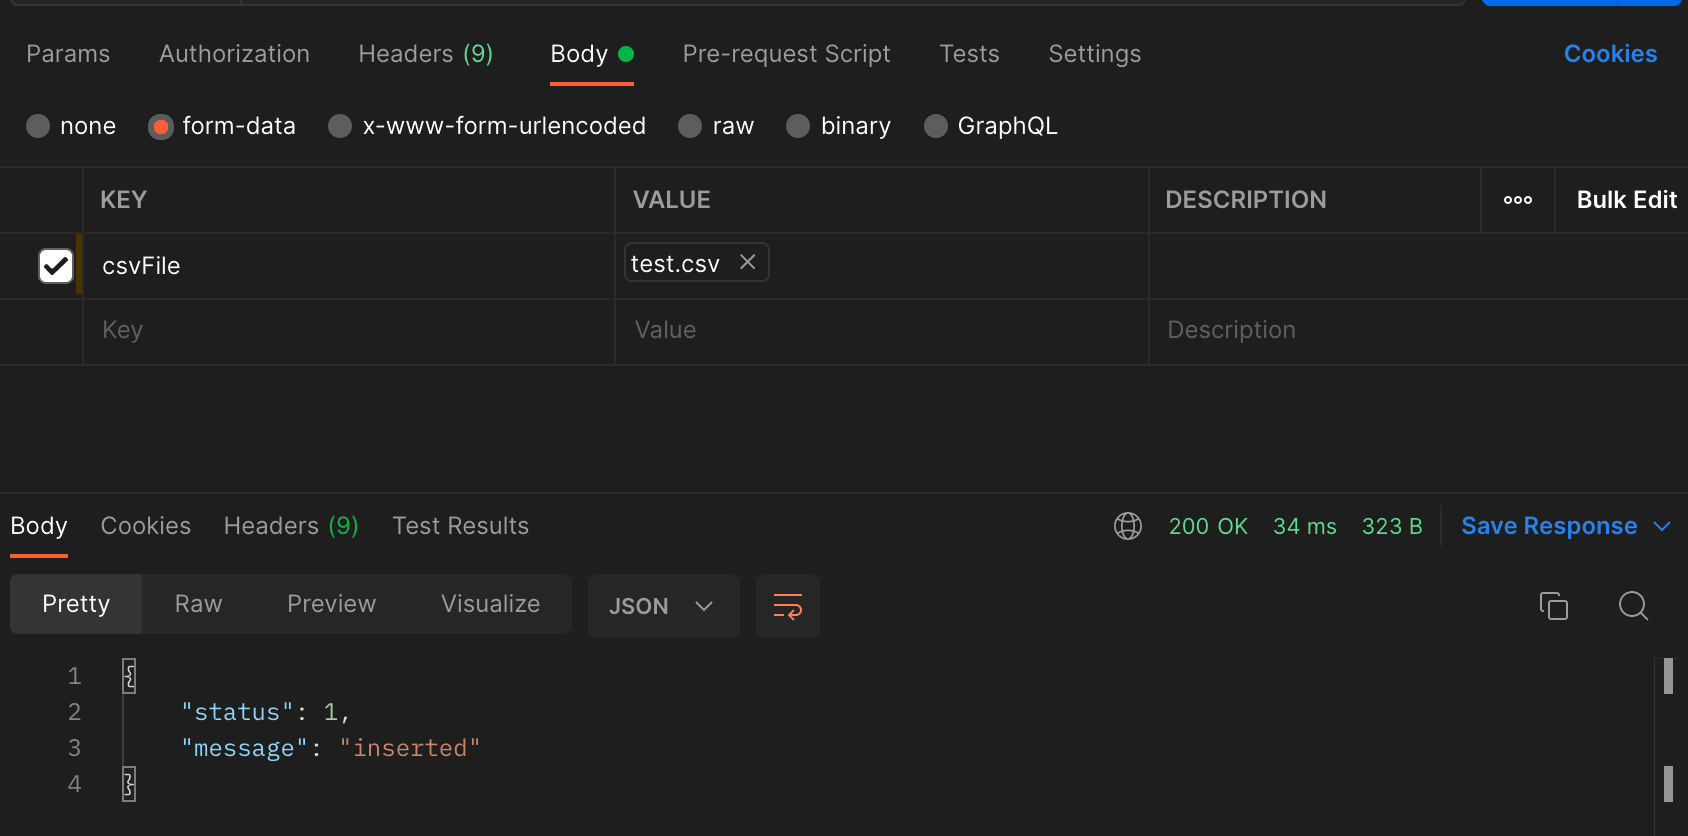 Params Authorization Headers (9) Body Pre-request Script Tests Settings Cookies
none form-data x-www-form-urlencoded raw binary GraphQL
KEY VALUE DESCRIPTION ooo Bulk Edit
csvFile test.csv
Key Value Description
Body Cookies Headers (9) Test Results 200 OK 34 ms 323 B Save Response
Pretty Raw Preview Visualize JSON
1 {
2 "status": 1,
3 "message": "inserted"
4 }